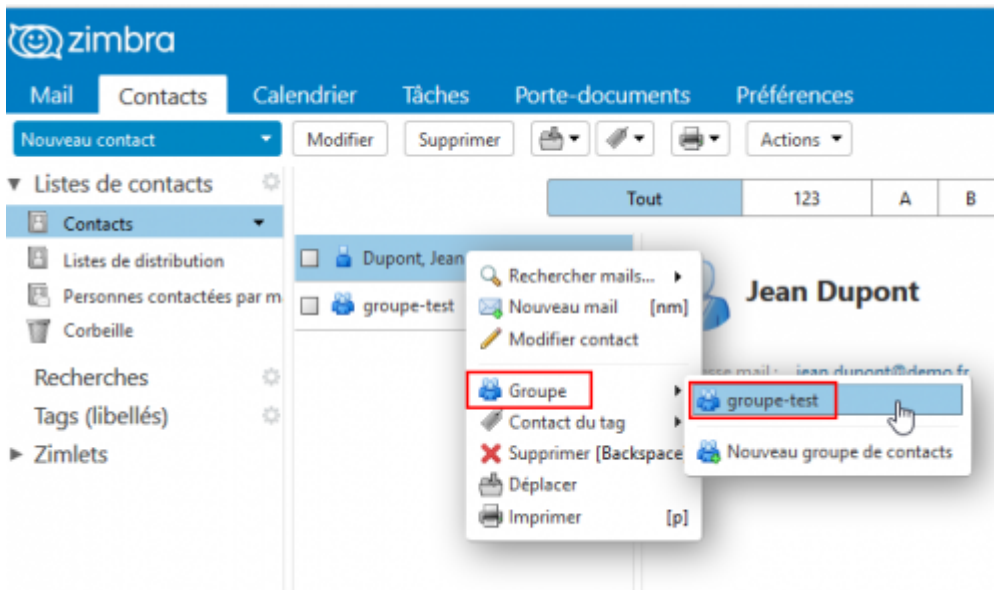 zimbra
Mail Contacts Calendrier Tâches Porte-documents Préférences
Nouveau contact Modifier Supprimer Actions
Listes de contacts
Tout 123 A B
Contacts
Listes de distribution
Personnes contactées par m
Corbeille
Recherches
Tags (libellés)
Zimlets
Dupont, Jean
groupe-test
Rechercher mails...
Nouveau mail [nm]
Modifier contact
Groupe
Contact du tag
Supprimer [Backspace
Déplacer
Imprimer [p]
Jean Dupont
esse mail : jean.dupont@demo.fr
groupe-test
Nouveau groupe de contacts